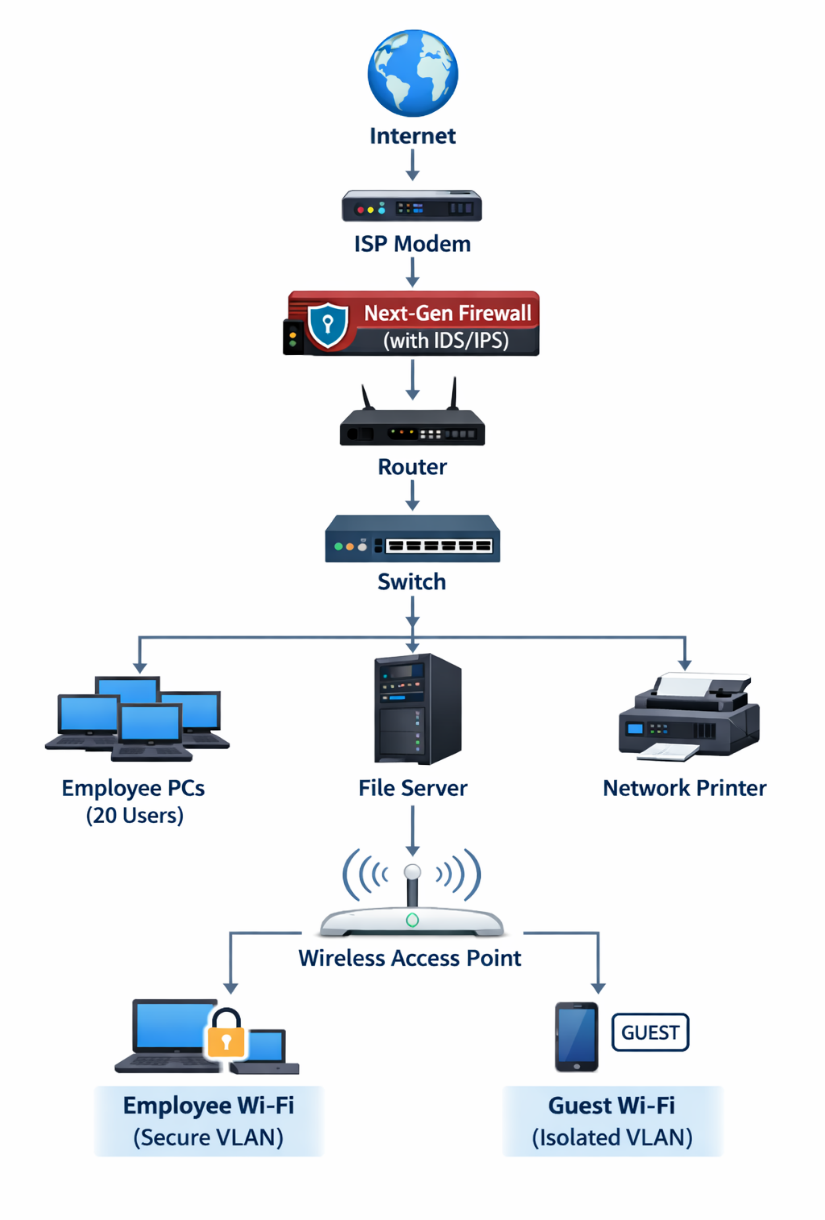 Internet
ISP Modem
Next-Gen Firewall
(with IDS/IPS)
Router
Switch
Employee PCs
(20 Users)
File Server
Network Printer
Wireless Access Point
GUEST
Employee Wi-Fi
(Secure VLAN)
Guest Wi-Fi
(Isolated VLAN)